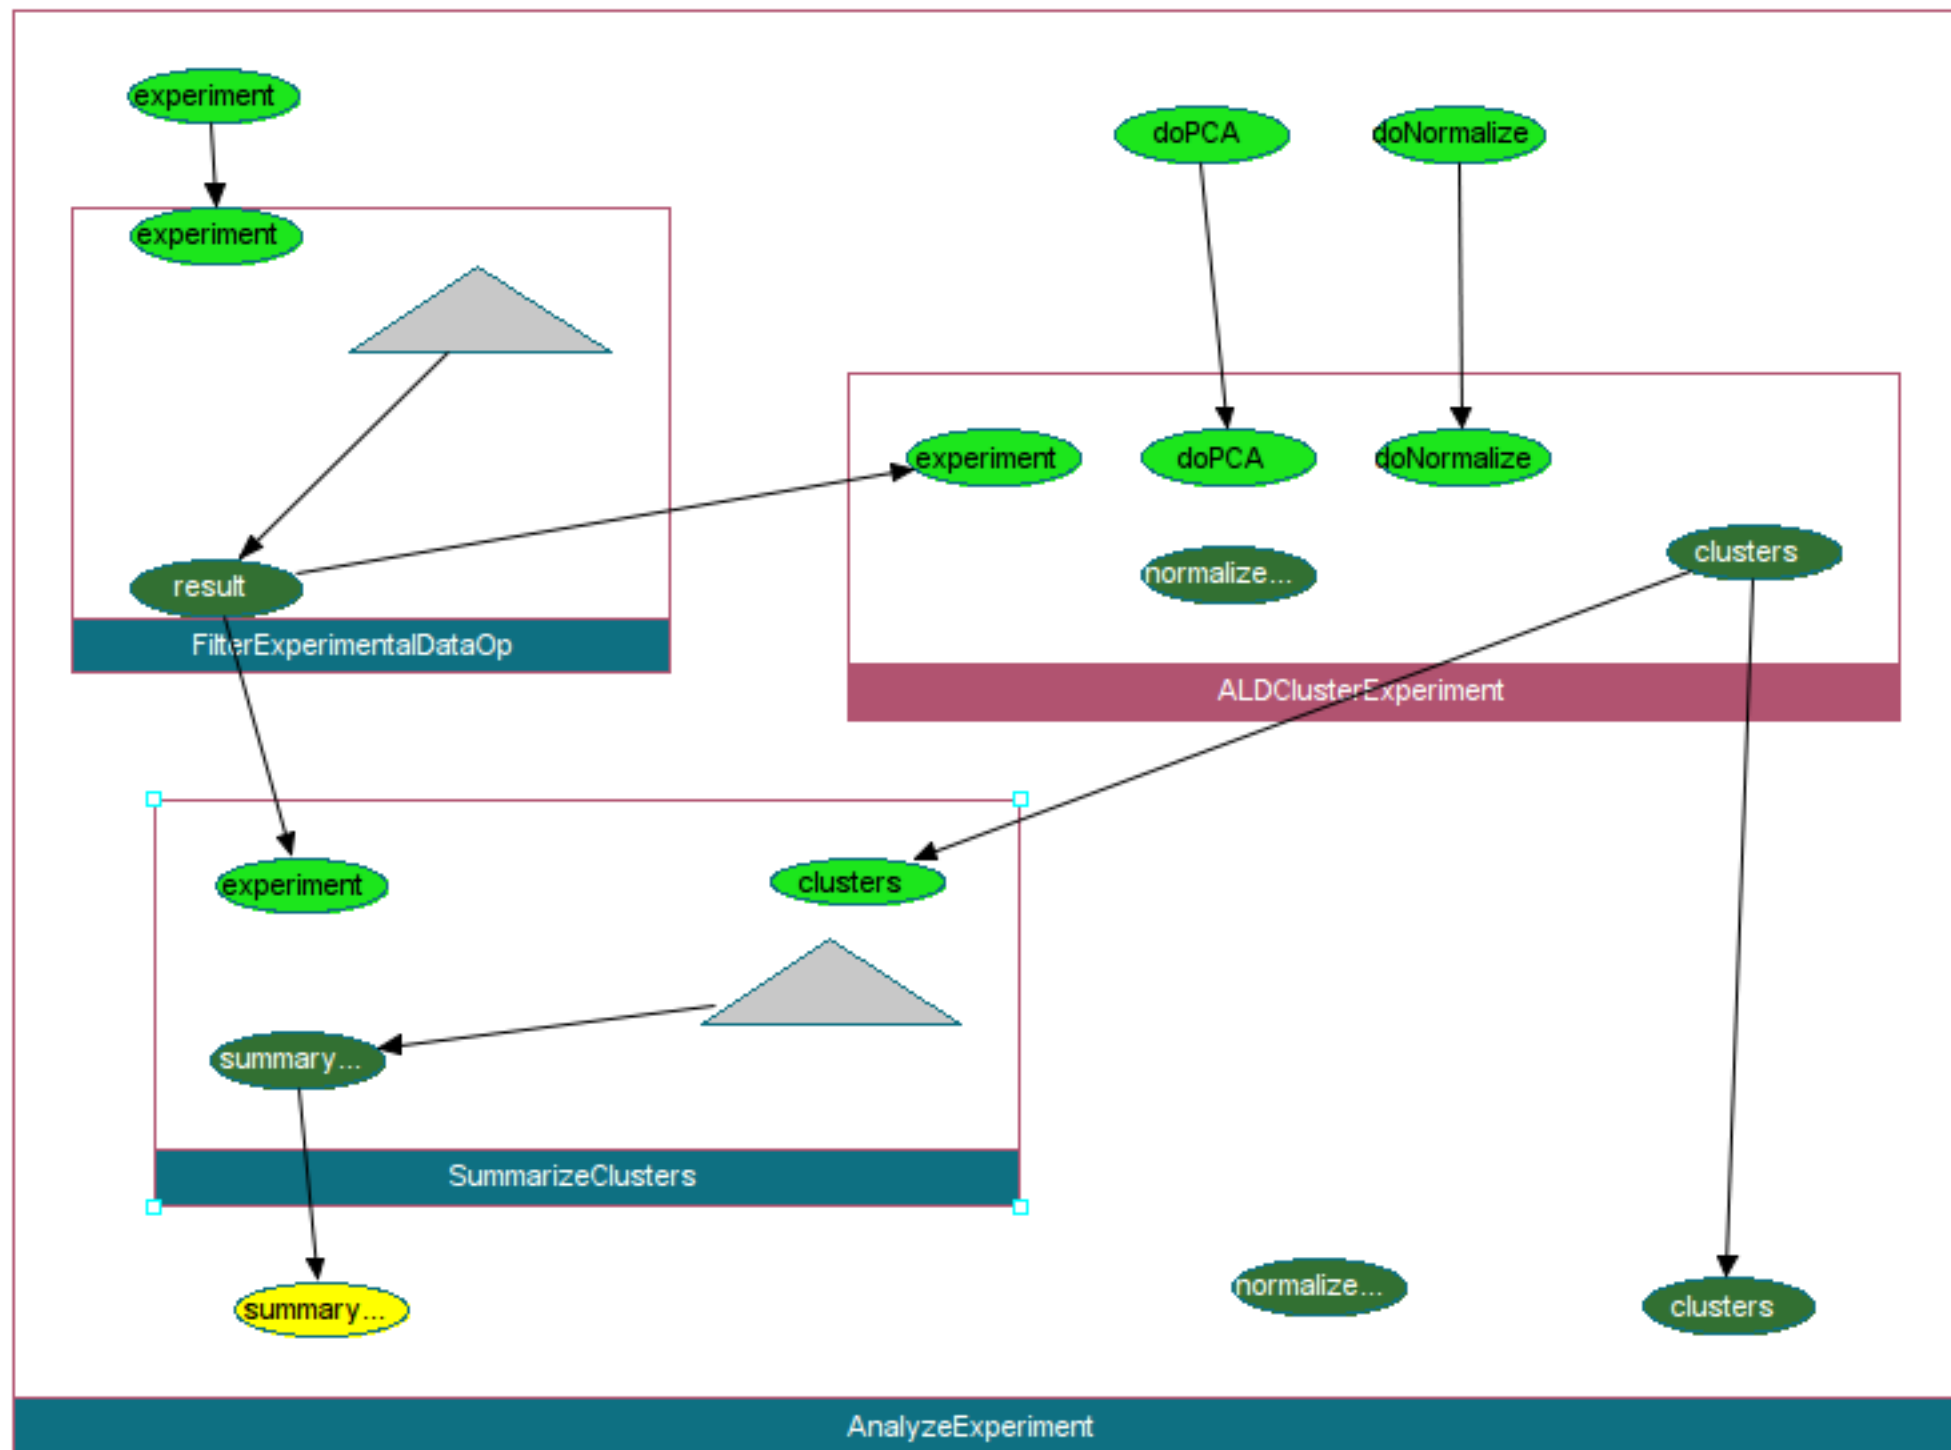 experiment
doPCA
doNormalize
experiment
experiment
doPCA
doNormalize
clusters
normalize...
result
FilterExperimentalDataOp
ALDClusterExperiment
experiment
clusters
summary...
SummarizeClusters
summary...
normalize...
clusters
AnalyzeExperiment